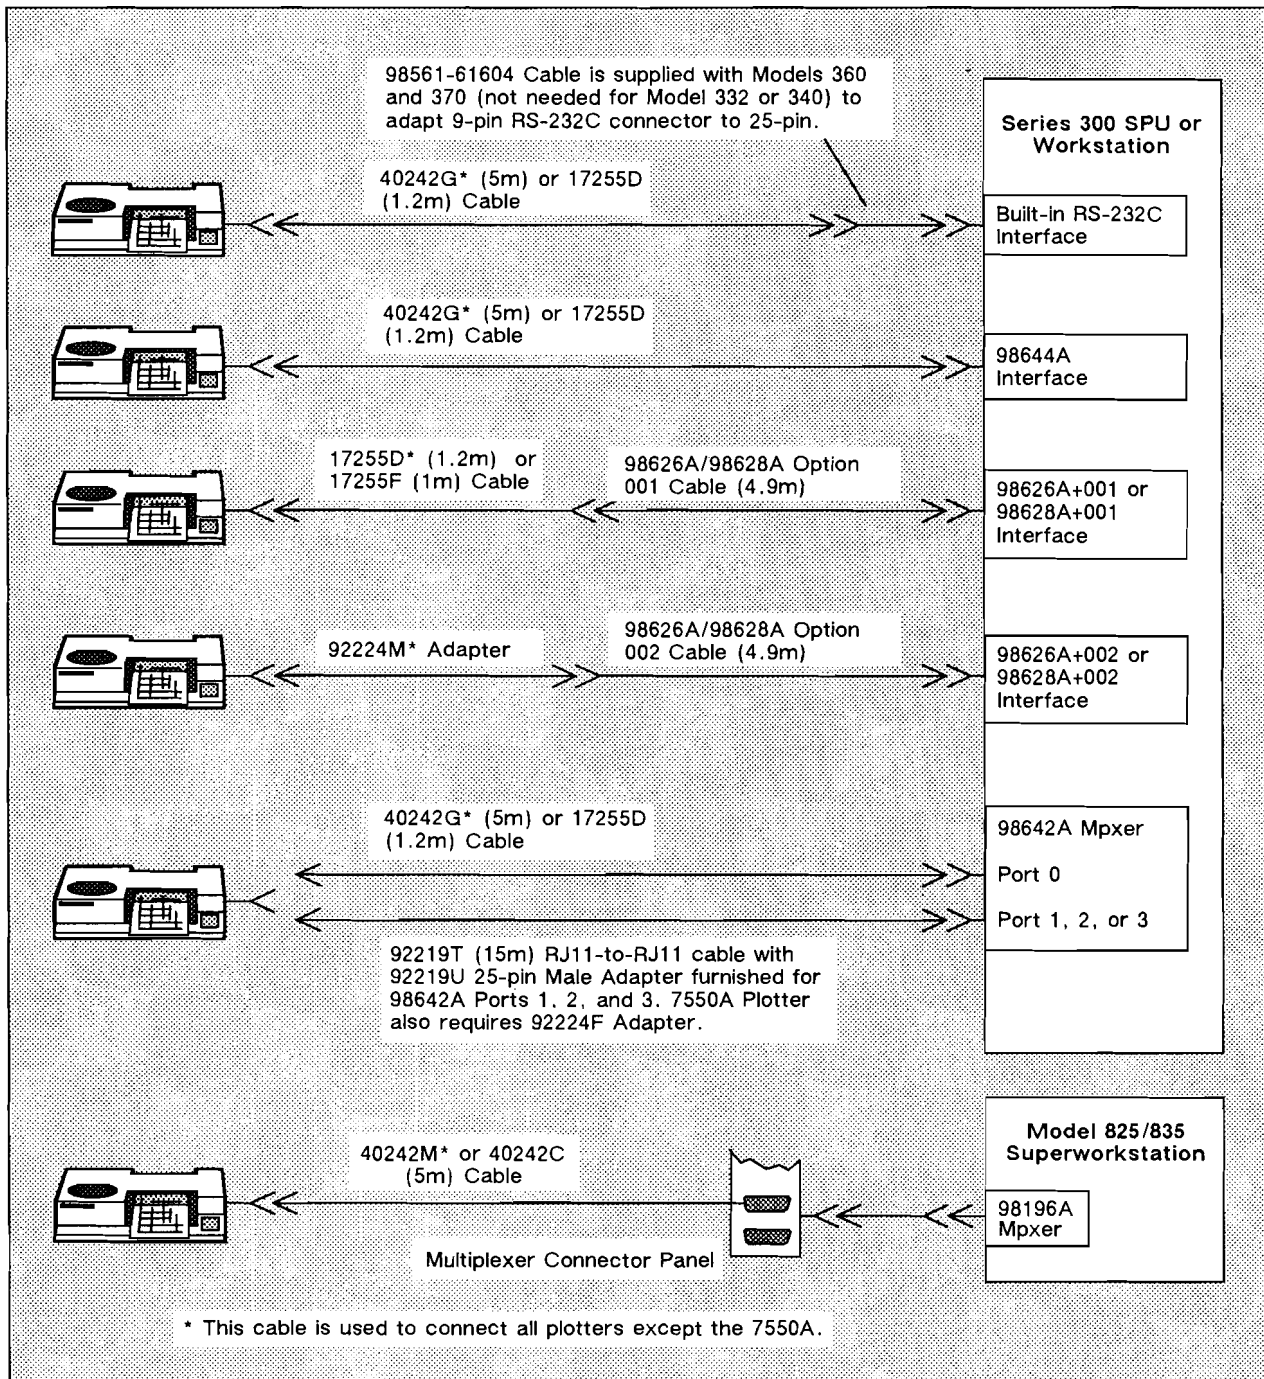 98561-61604 Cable is supplied with Models 360
and 370 (not needed for Model 332 or 340) to
adapt 9-pin RS-232C connector to 25-pin.
Series 300 SPU or
Workstation
40242G* (5m) or 17255D
(1.2m) Cable
Built-in RS-232C
Interface
40242G* (5m) or 17255D
(1.2m) Cable
98644A
Interface
17255D* (1.2m) or
17255F (1m) Cable
98626A/98628A Option
001 Cable (4.9m)
98626A+001 or
98628A+001
Interface
92224M* Adapter
98626A/98628A Option
002 Cable (4.9m)
98626A+002 or
98628A+002
Interface
40242G* (5m) or 17255D
(1.2m) Cable
98642A Mpxer
Port 0
Port 1, 2, or 3
92219T (15m) RJ11-to-RJ11 cable with
92219U 25-pin Male Adapter furnished for
98642A Ports 1, 2, and 3. 7550A Plotter
also requires 92224F Adapter.
Model 825/835
Superworkstation
40242M* or 40242C
(5m) Cable
98196A
Mpxer
Multiplexer Connector Panel
* This cable is used to connect all plotters except the 7550A.